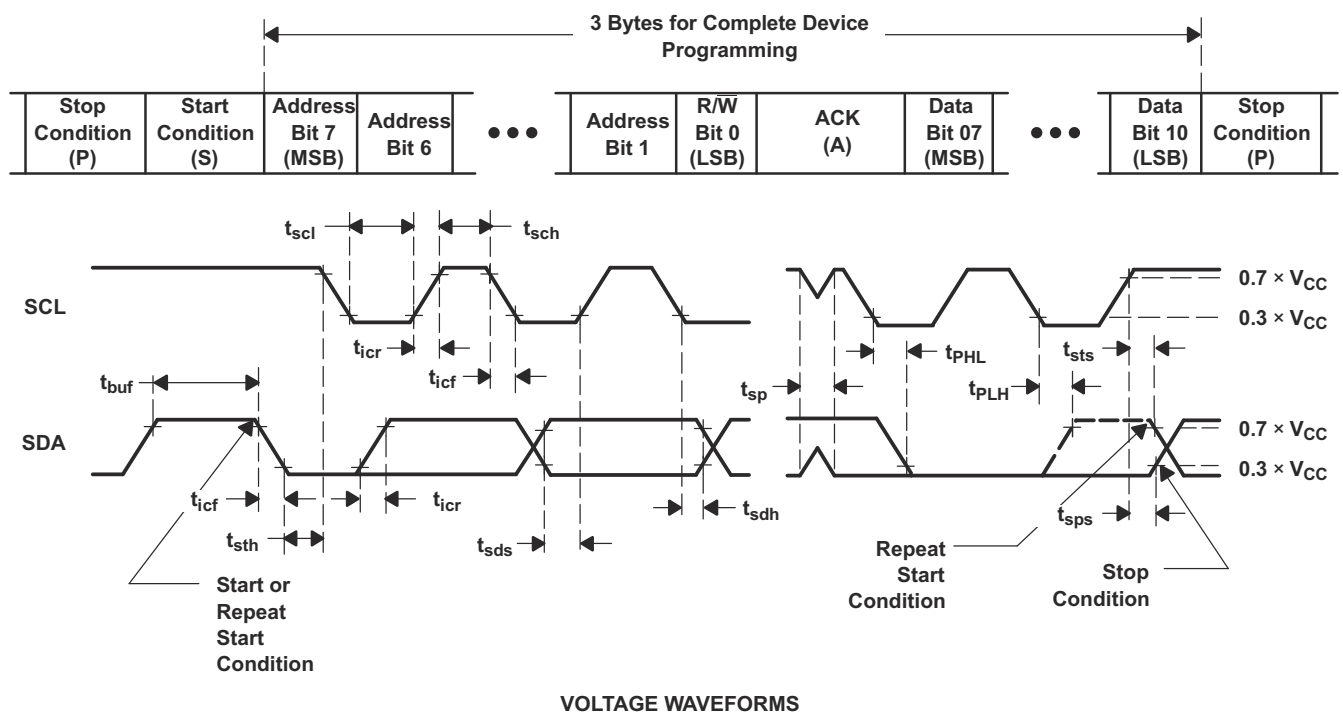 3 Bytes for Complete Device
Programming
Stop
Condition
(P)
Start
Condition
(S)
Address
Bit 7
(MSB)
Address
Bit 6
•••
Address
Bit 1
R/W̅
Bit 0
(LSB)
ACK
(A)
Data
Bit 07
(MSB)
•••
Data
Bit 10
(LSB)
Stop
Condition
(P)
tscl
tsch
SCL
0.7 × VCC
0.3 × VCC
ticr
ticf
tbuf
tsp
tPHL
tPLH
tsts
SDA
0.7 × VCC
0.3 × VCC
ticf
ticr
tsth
tsds
tsdh
tsps
Start or
Repeat
Start
Condition
Repeat
Start
Condition
Stop
Condition
VOLTAGE WAVEFORMS